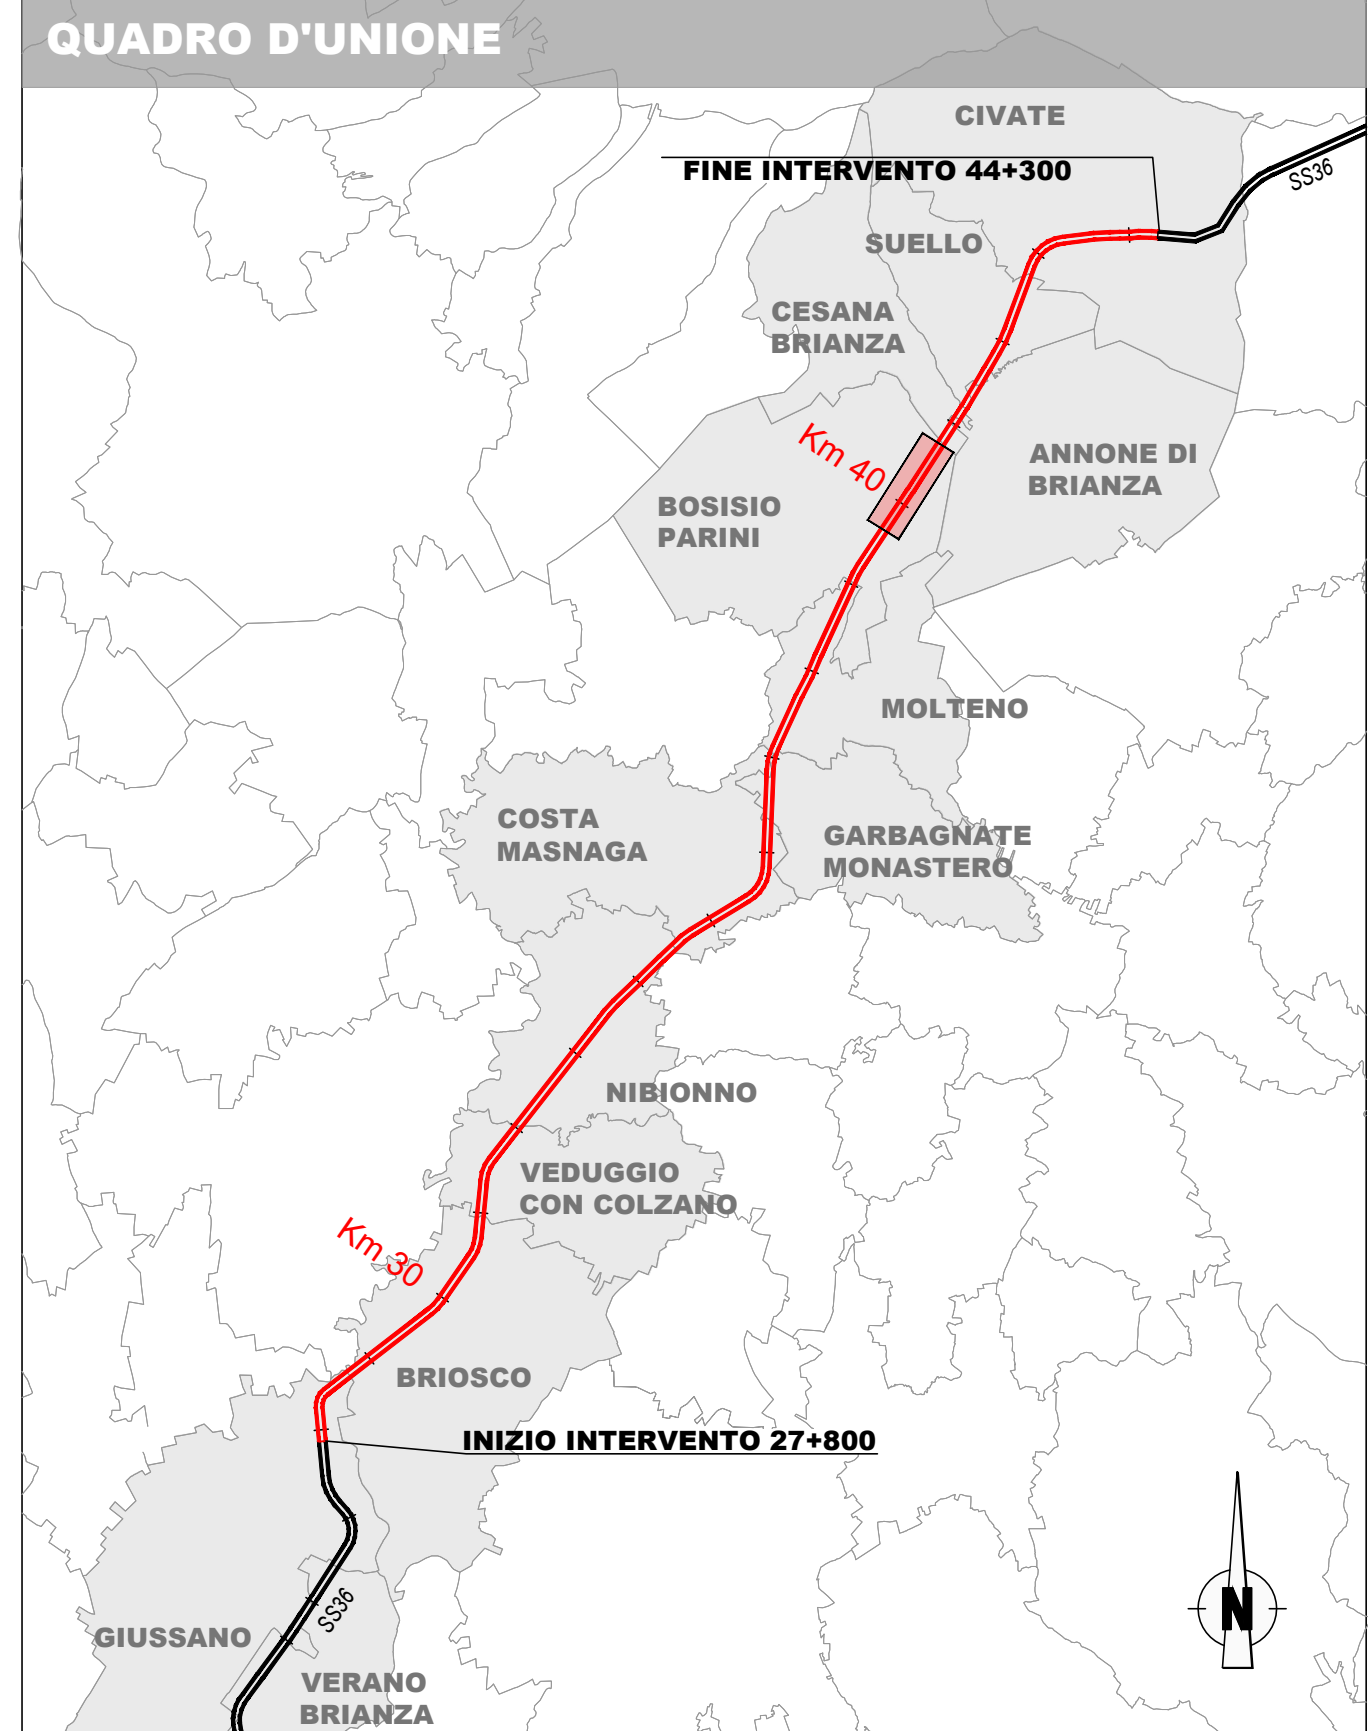 QUADRO D'UNIONE
CIVATE
FINE INTERVENTO 44+300
SS36
SUELLO
CESANA
BRIANZA
Km 40
ANNONE DI
BRIANZA
BOSISIO
PARINI
MOLTENO
COSTA
MASNAGA
GARBAGNATE
MONASTERO
NIBIONNO
VEDUGGIO
CON COLZANO
Km 30
BRIOSCO
INIZIO INTERVENTO 27+800
SS36
N
GIUSSANO
VERANO
BRIANZA